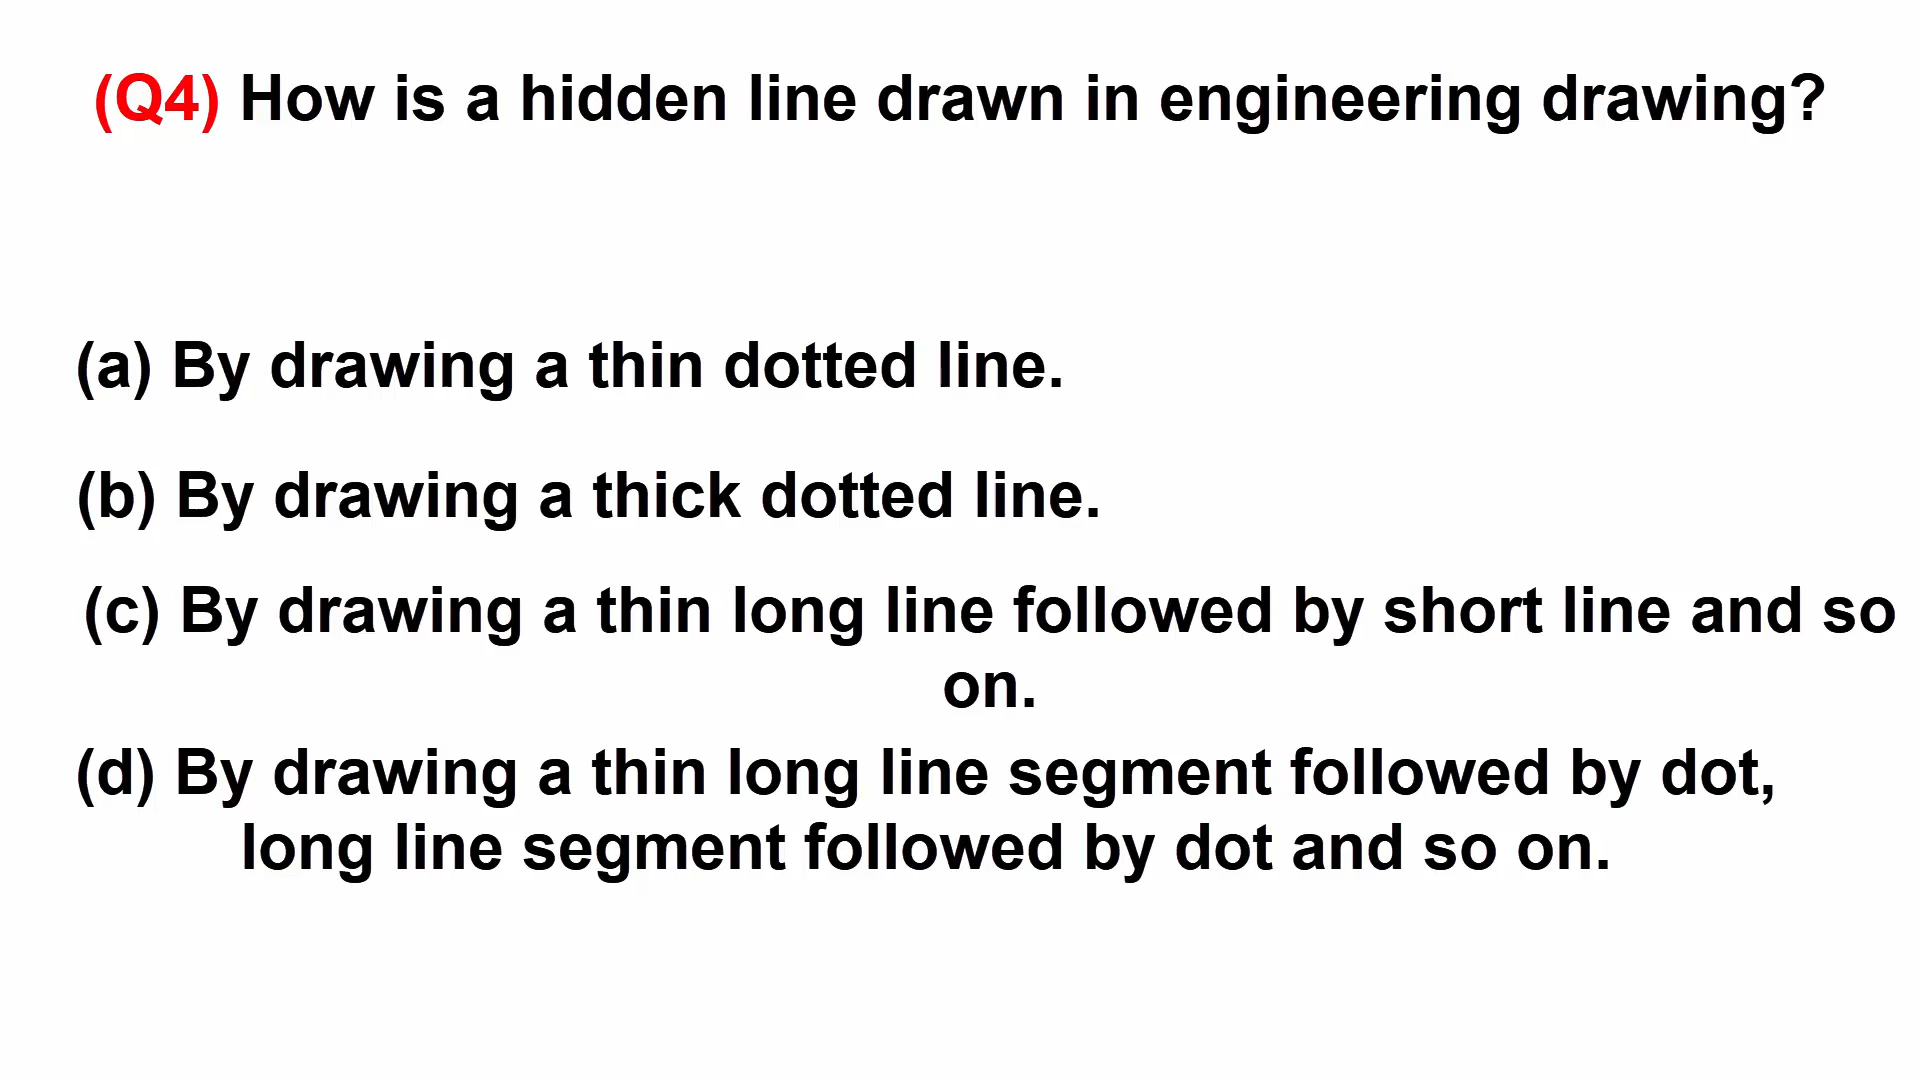 (Q4) How is a hidden line drawn in engineering drawing?
(a) By drawing a thin dotted line.
(b) By drawing a thick dotted line.
(c) By drawing a thin long line followed by short line and so
on.
(d) By drawing a thin long line segment followed by dot,
long line segment followed by dot and so on.